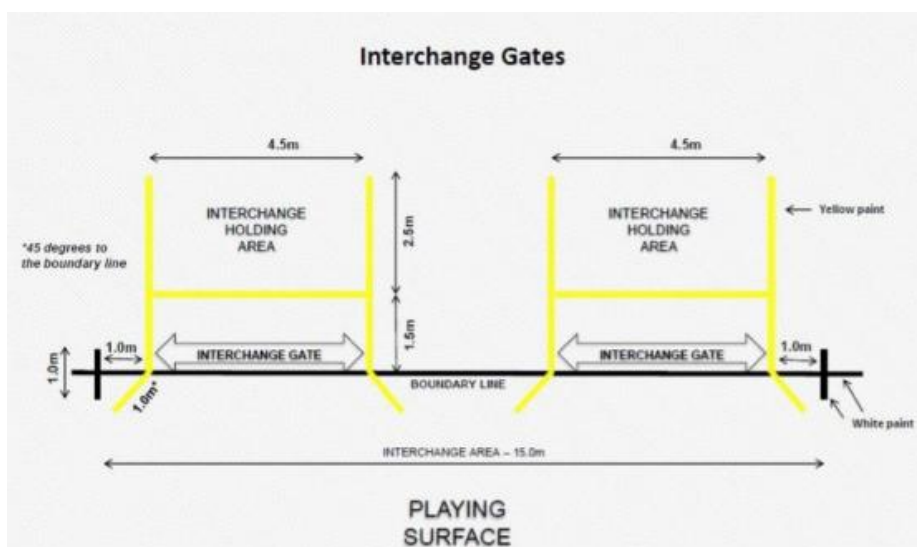 Interchange Gates
4.5m
4.5m
INTERCHANGE
HOLDING
AREA
2.5m
INTERCHANGE
HOLDING
AREA
Yellow paint
*45 degrees to
the boundary line
1.0m
1.0m
INTERCHANGE GATE
1.5m
INTERCHANGE GATE
1.0m
1.0m*
BOUNDARY LINE
White paint
INTERCHANGE AREA – 15.0m
PLAYING
SURFACE